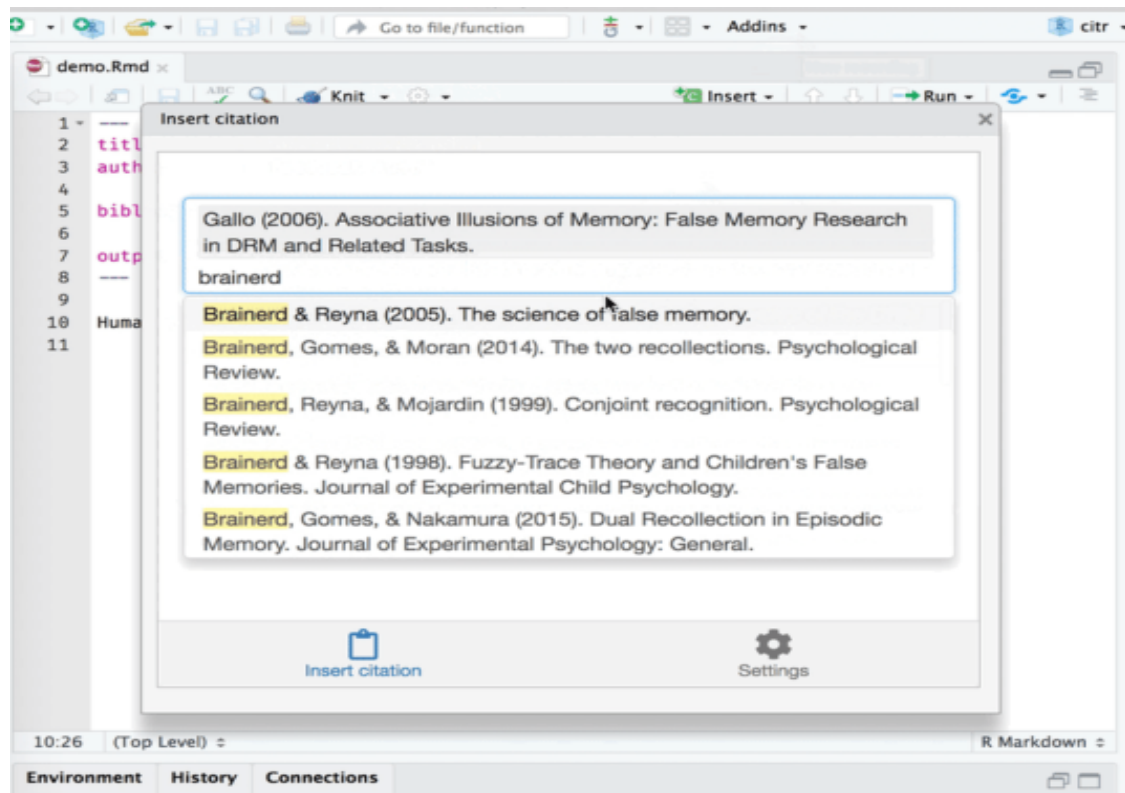 Go to file/function
Addins
citr
demo.Rmd
ABC
Knit
Insert
Run
Insert citation
1 ---
2 titl
3 auth
4
5 bibl
6
7 outp
8 ---
9
10 Huma
11
Gallo (2006). Associative Illusions of Memory: False Memory Research
in DRM and Related Tasks.
brainerd
Brainerd & Reyna (2005). The science of false memory.
Brainerd, Gomes, & Moran (2014). The two recollections. Psychological
Review.
Brainerd, Reyna, & Mojardin (1999). Conjoint recognition. Psychological
Review.
Brainerd & Reyna (1998). Fuzzy-Trace Theory and Children's False
Memories. Journal of Experimental Child Psychology.
Brainerd, Gomes, & Nakamura (2015). Dual Recollection in Episodic
Memory. Journal of Experimental Psychology: General.
Insert citation
Settings
10:26 (Top Level)
R Markdown
Environment History Connections